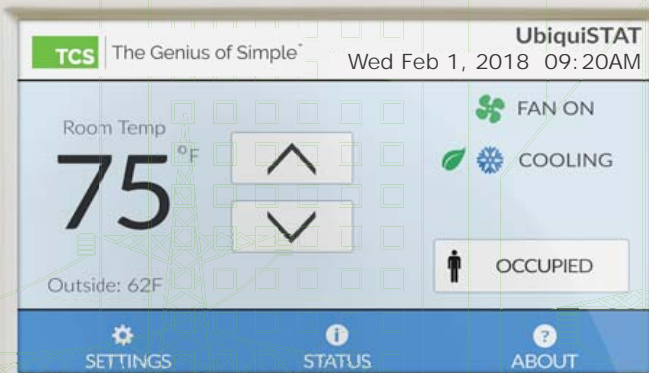 UbiquiSTAT
TCS The Genius of Simple™
Wed Feb 1, 2018 09:20AM
Room Temp
75 °F
FAN ON
COOLING
OCCUPIED
Outside: 62F
SETTINGS STATUS ABOUT